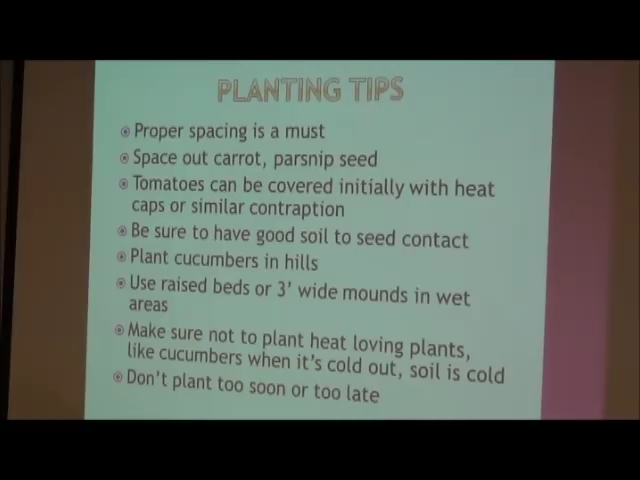 PLANTING TIPS
Proper spacing is a must
Space out carrot, parsnip seed
Tomatoes can be covered initially with heat
caps or similar contraption
Be sure to have good soil to seed contact
Plant cucumbers in hills
Use raised beds or 3' wide mounds in wet
areas
Make sure not to plant heat loving plants,
like cucumbers when it's cold out, soil is cold
Don't plant too soon or too late